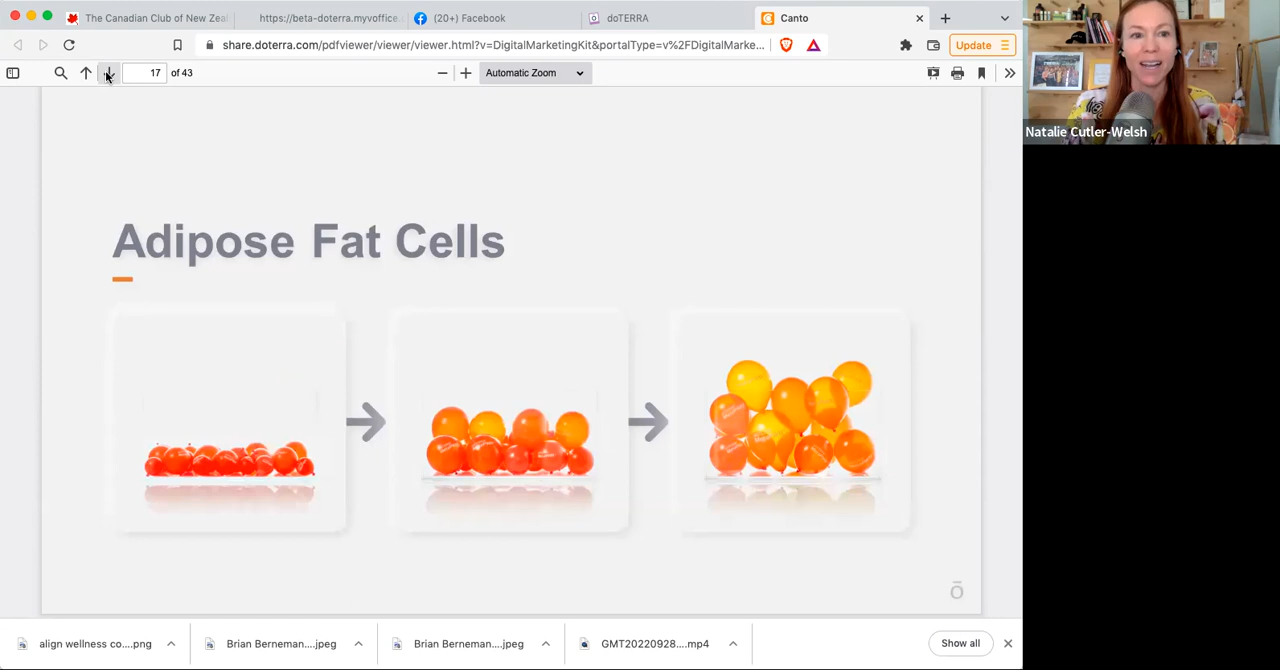 The Canadian Club of New Zeal
https://beta-doterra.myvoffice.c
(20+) Facebook
doTERRA
Canto
share.doterra.com/pdfviewer/viewer/viewer.html?v=DigitalMarketingKit&portalType=v%2FDigitalMarke...
Update
17 of 43
Automatic Zoom
Natalie Cutler-Welsh
Adipose Fat Cells
ō
align wellness co....png
Brian Berneman....jpeg
Brian Berneman....jpeg
GMT20220928....mp4
Show all